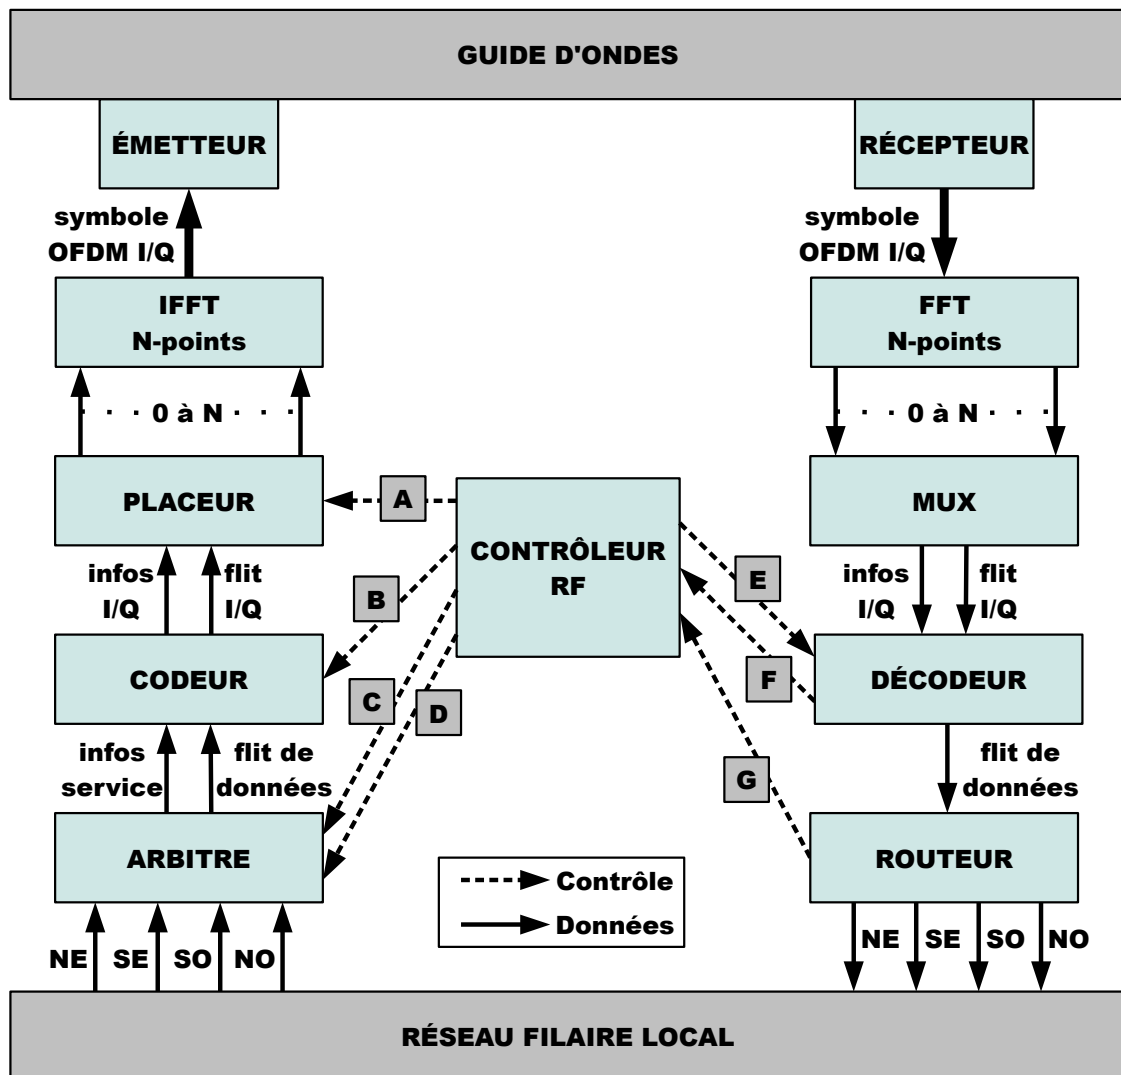 GUIDE D'ONDES
ÉMETTEUR
RÉCEPTEUR
symbole
OFDM I/Q
symbole
OFDM I/Q
IFFT
N-points
FFT
N-points
0 à N
0 à N
PLACEUR
A
CONTRÔLEUR
RF
MUX
infos
I/Q
flit
I/Q
B
E
infos
I/Q
flit
I/Q
CODEUR
C
D
F
DÉCODEUR
infos
service
flit de
données
G
flit de
données
ARBITRE
Contrôle
Données
ROUTEUR
NE
SE
SO
NO
NE
SE
SO
NO
RÉSEAU FILAIRE LOCAL